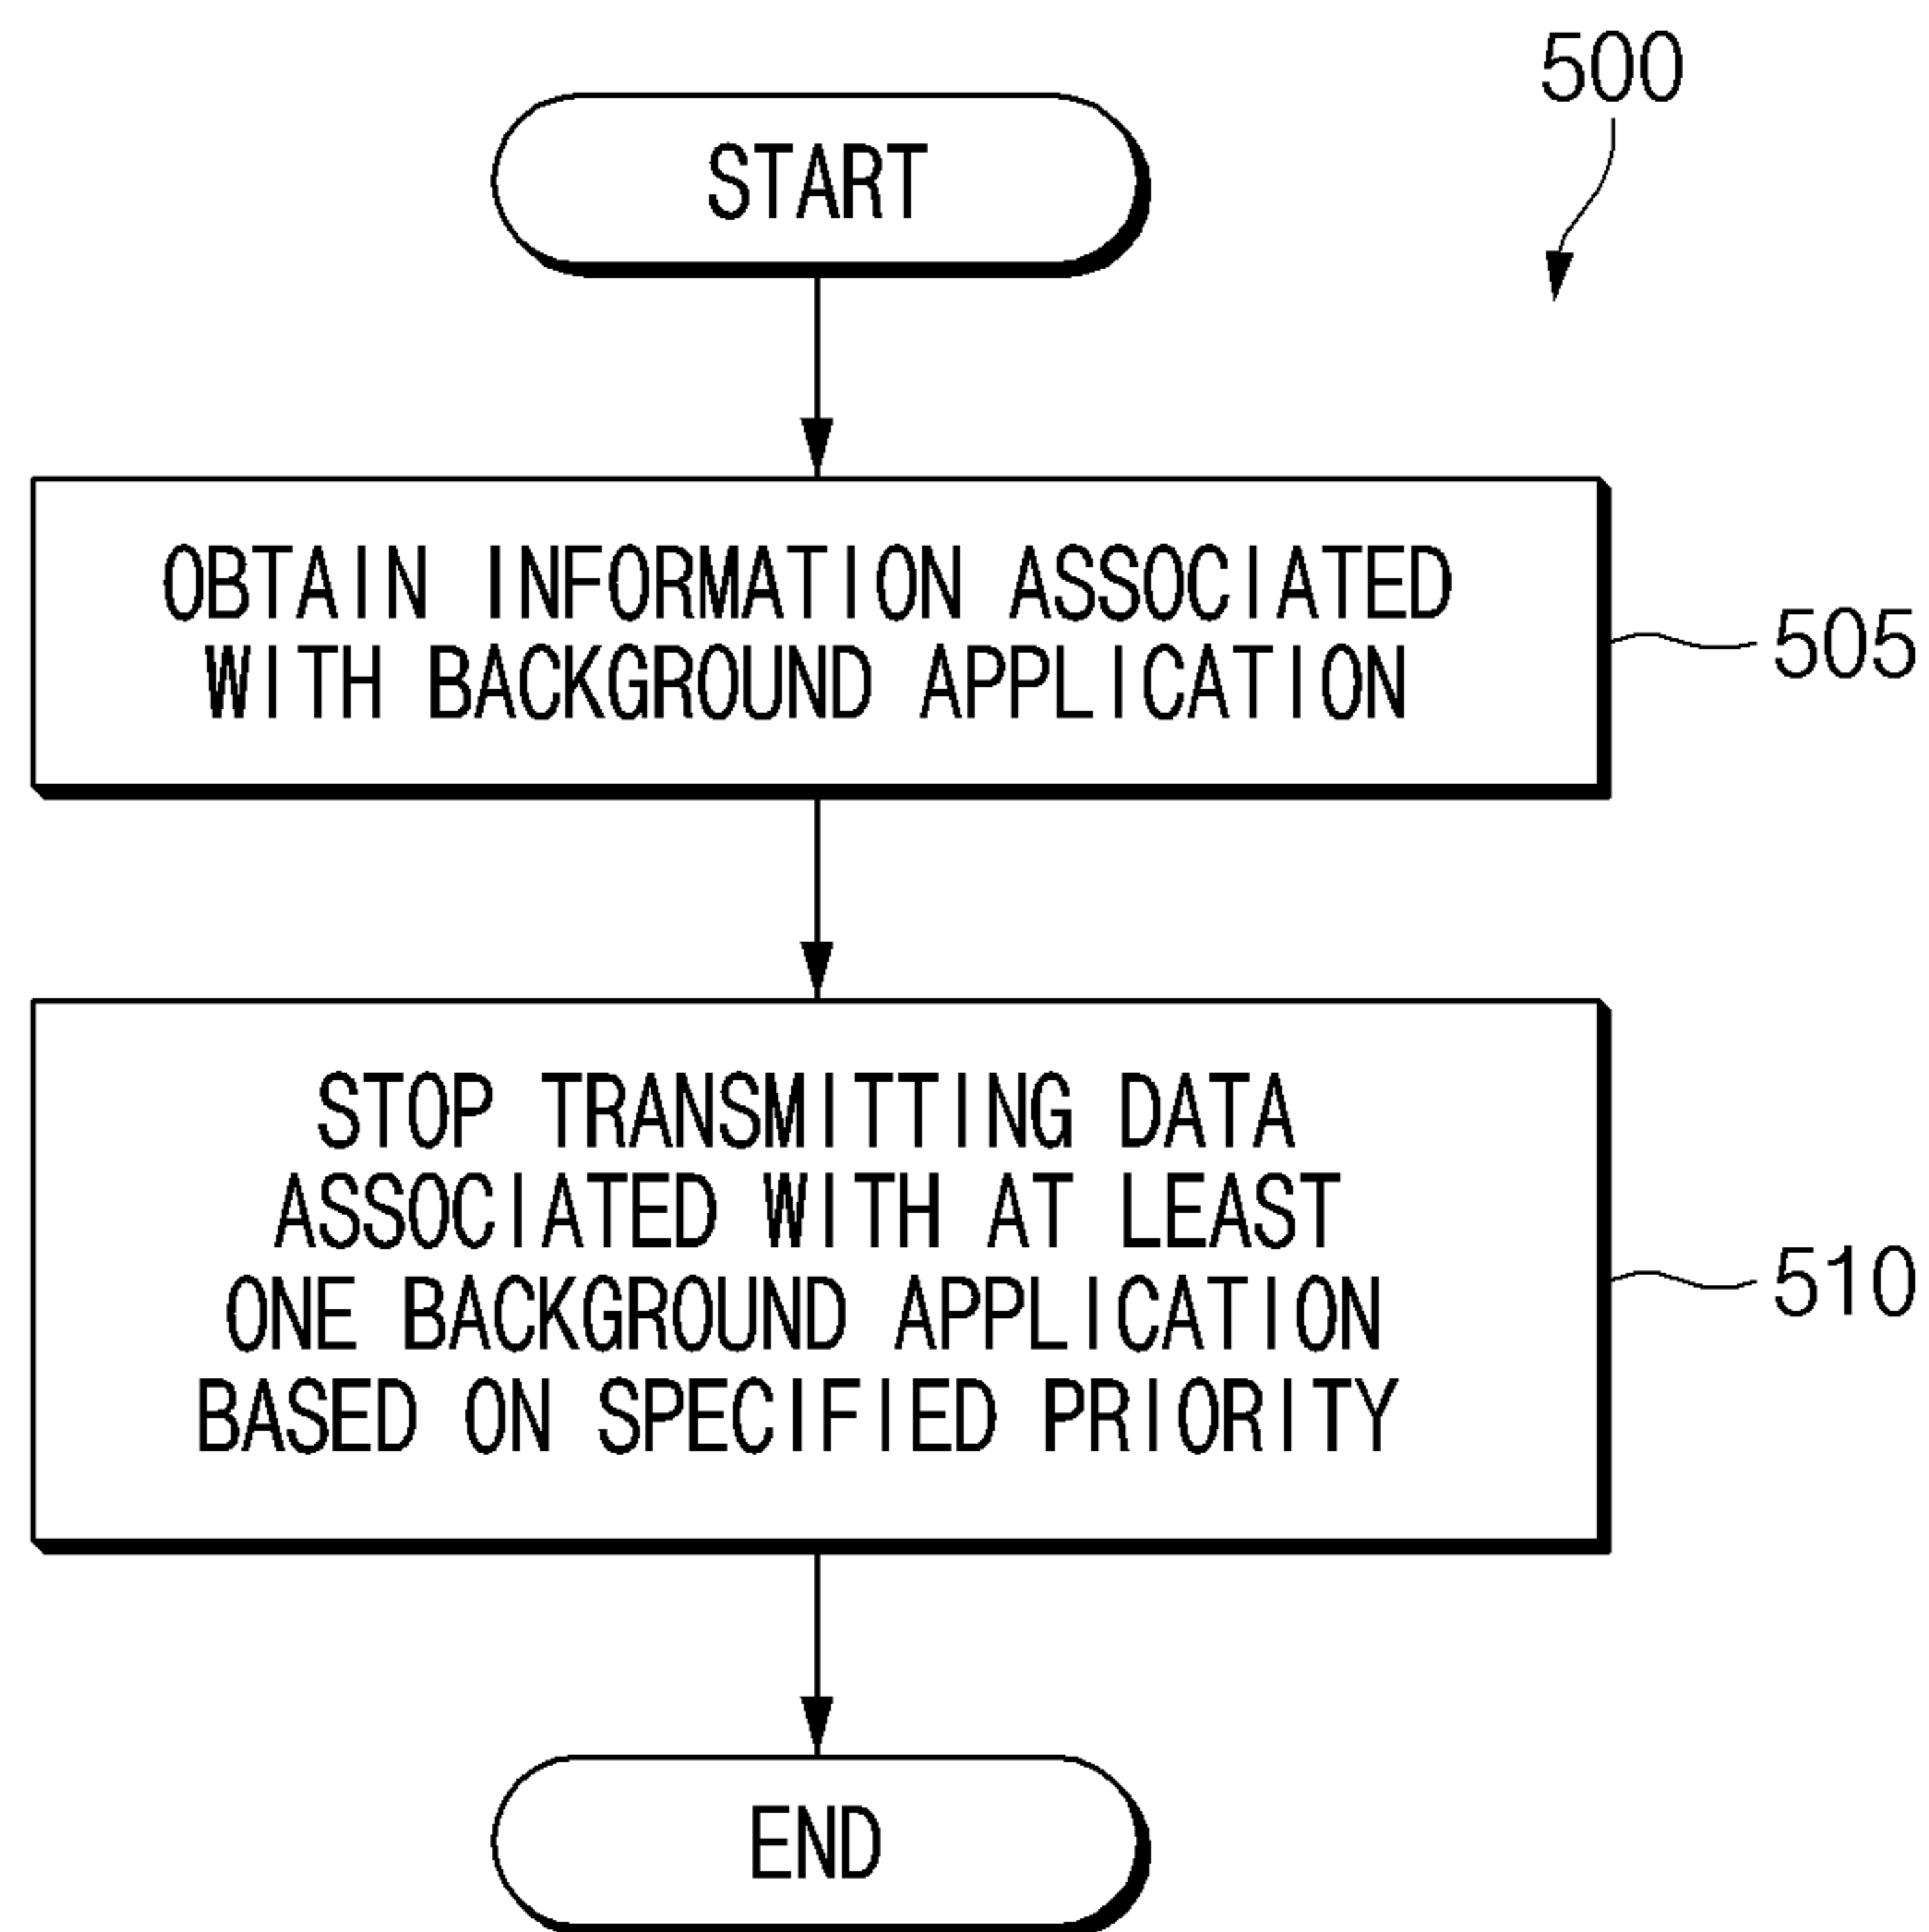 500
START
OBTAIN INFORMATION ASSOCIATED
WITH BACKGROUND APPLICATION
505
STOP TRANSMITTING DATA
ASSOCIATED WITH AT LEAST
ONE BACKGROUND APPLICATION
BASED ON SPECIFIED PRIORITY
510
END